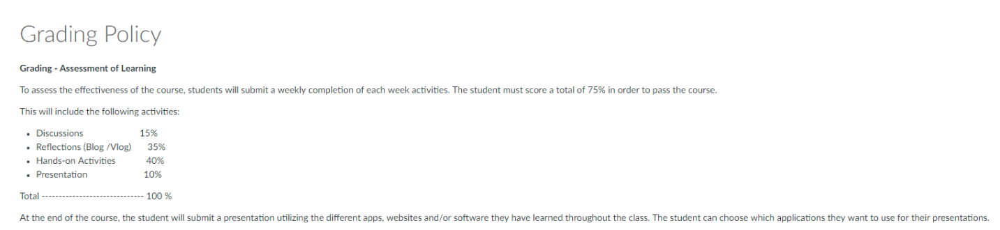 Grading Policy
Grading - Assessment of Learning
To assess the effectiveness of the course, students will submit a weekly completion of each week activities. The student must score a total of 75% in order to pass the course.
This will include the following activities:
• Discussions 15%
• Reflections (Blog /Vlog) 35%
• Hands-on Activities 40%
• Presentation 10%
Total ------------------------------ 100 %
At the end of the course, the student will submit a presentation utilizing the different apps, websites and/or software they have learned throughout the class. The student can choose which applications they want to use for their presentations.